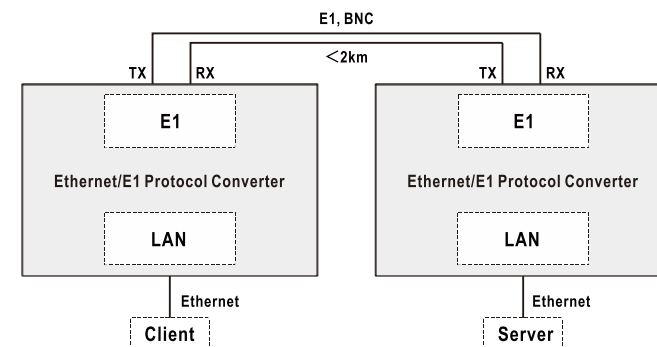 E1, BNC
<2km
TX RX TX RX
E1 E1
Ethernet/E1 Protocol Converter Ethernet/E1 Protocol Converter
LAN LAN
Ethernet Ethernet
Client Server